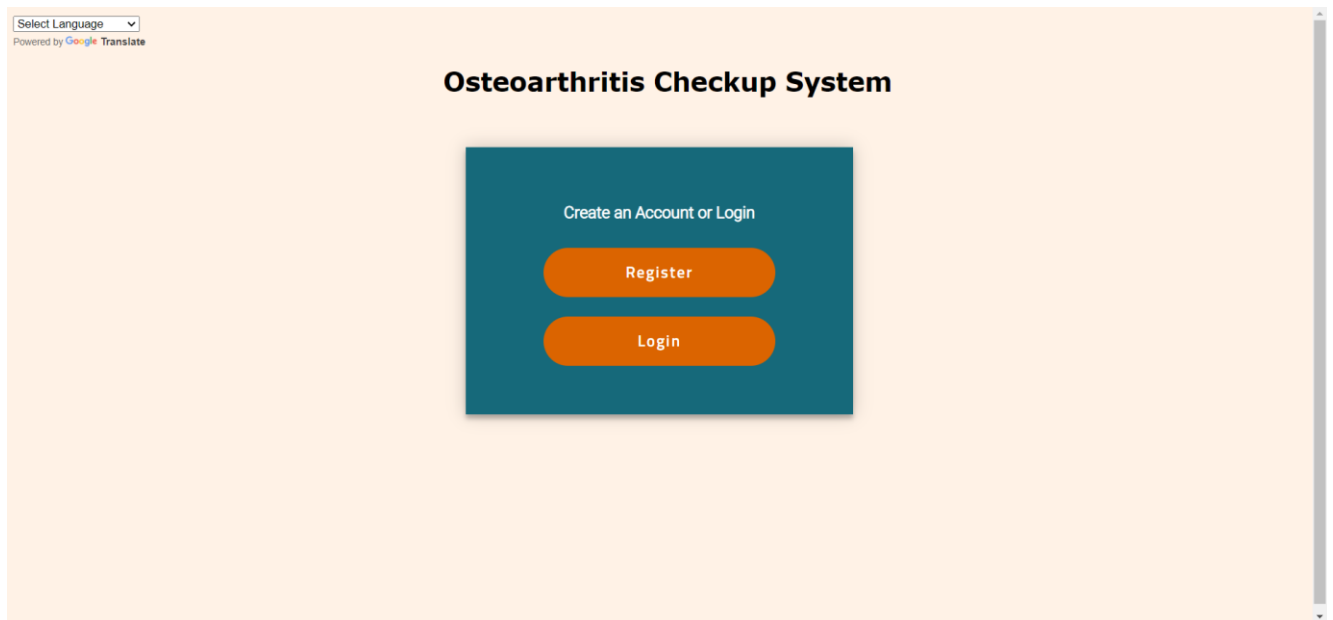 Select Language
Powered by Google Translate
Osteoarthritis Checkup System
Create an Account or Login
Register
Login